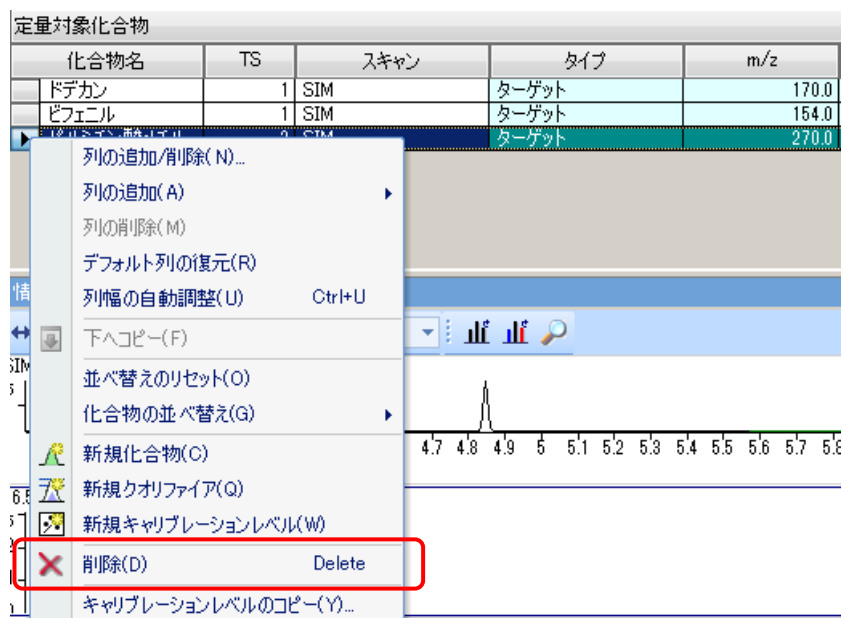 定量対象化合物
化合物名 TS スキャン タイプ m/z
ドデカン 1 SIM ターゲット 170.0
ビフェニル 1 SIM ターゲット 154.0
2 SIM ターゲット 270.0
列の追加/削除(N)...
列の追加(A)
列の削除(M)
デフォルト列の復元(R)
情
列幅の自動調整(U) Ctrl+U
下へコピー(F)
SIM
並べ替えのリセット(O)
化合物の並べ替え(G)
4.7 4.8 4.9 5 5.1 5.2 5.3 5.4 5.5 5.6 5.7 5.8
新規化合物(C)
新規クオリファイア(Q)
新規キャリブレーションレベル(W)
削除(D) Delete
キャリブレーションレベルのコピー(Y)...